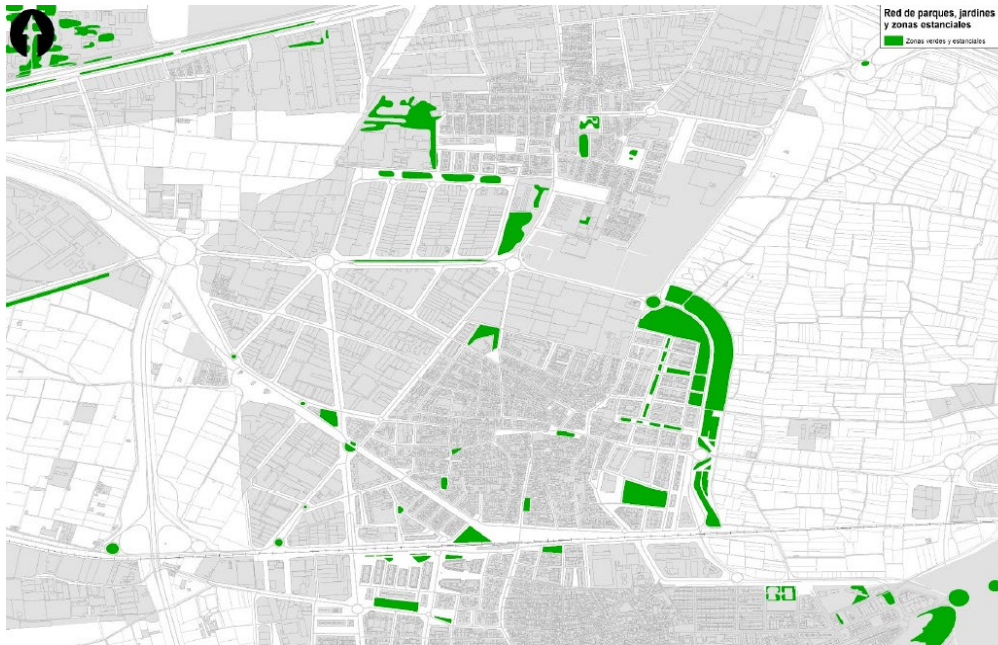 Red de parques, jardines
y zonas estanciales
Zonas verdes y estanciales